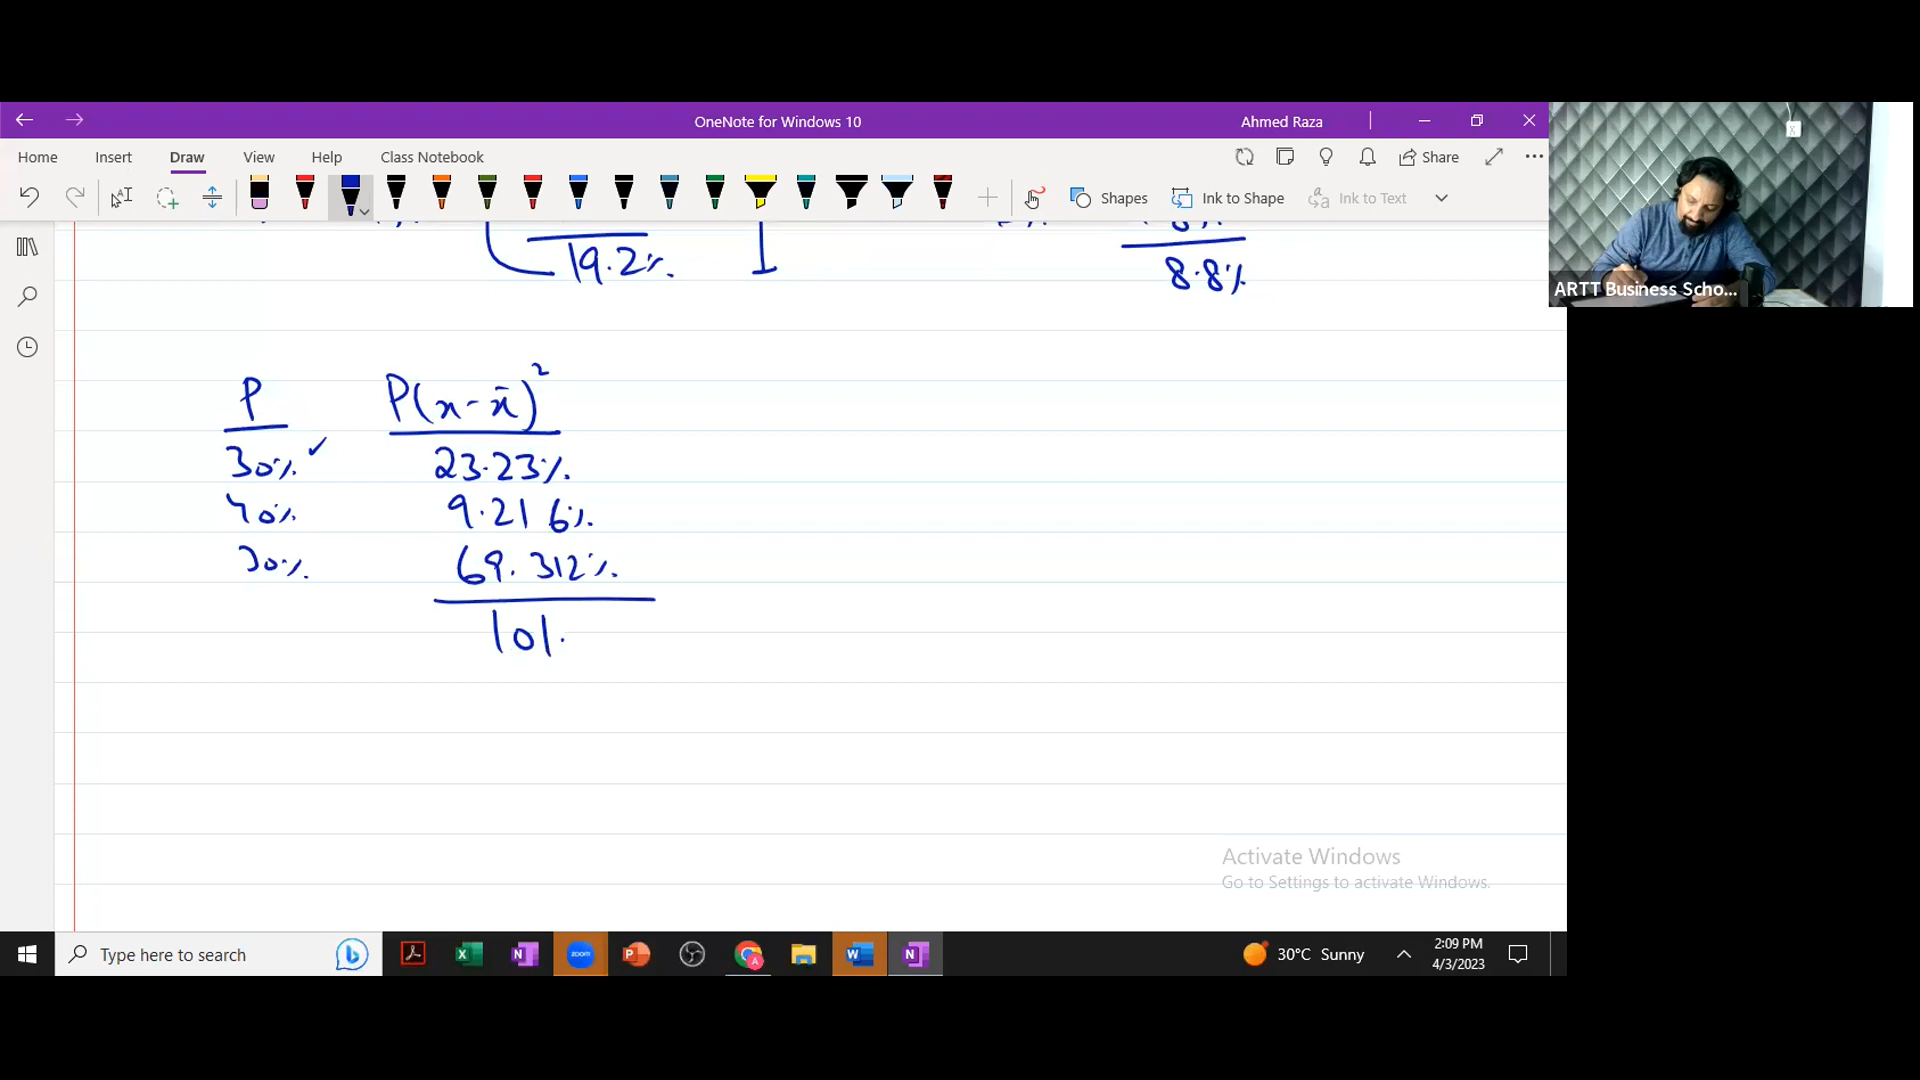 OneNote for Windows 10
Ahmed Raza
Home Insert Draw View Help Class Notebook
Share
Shapes Ink to Shape Ink to Text
ARTT Business Scho...
19.2%
8.8%
P P(x-x̄)²
30% ✓ 23.23%
40% 9.216%
30% 69.312%
101.
Activate Windows
Go to Settings to activate Windows.
Type here to search
zoom
30°C Sunny
2:09 PM
4/3/2023